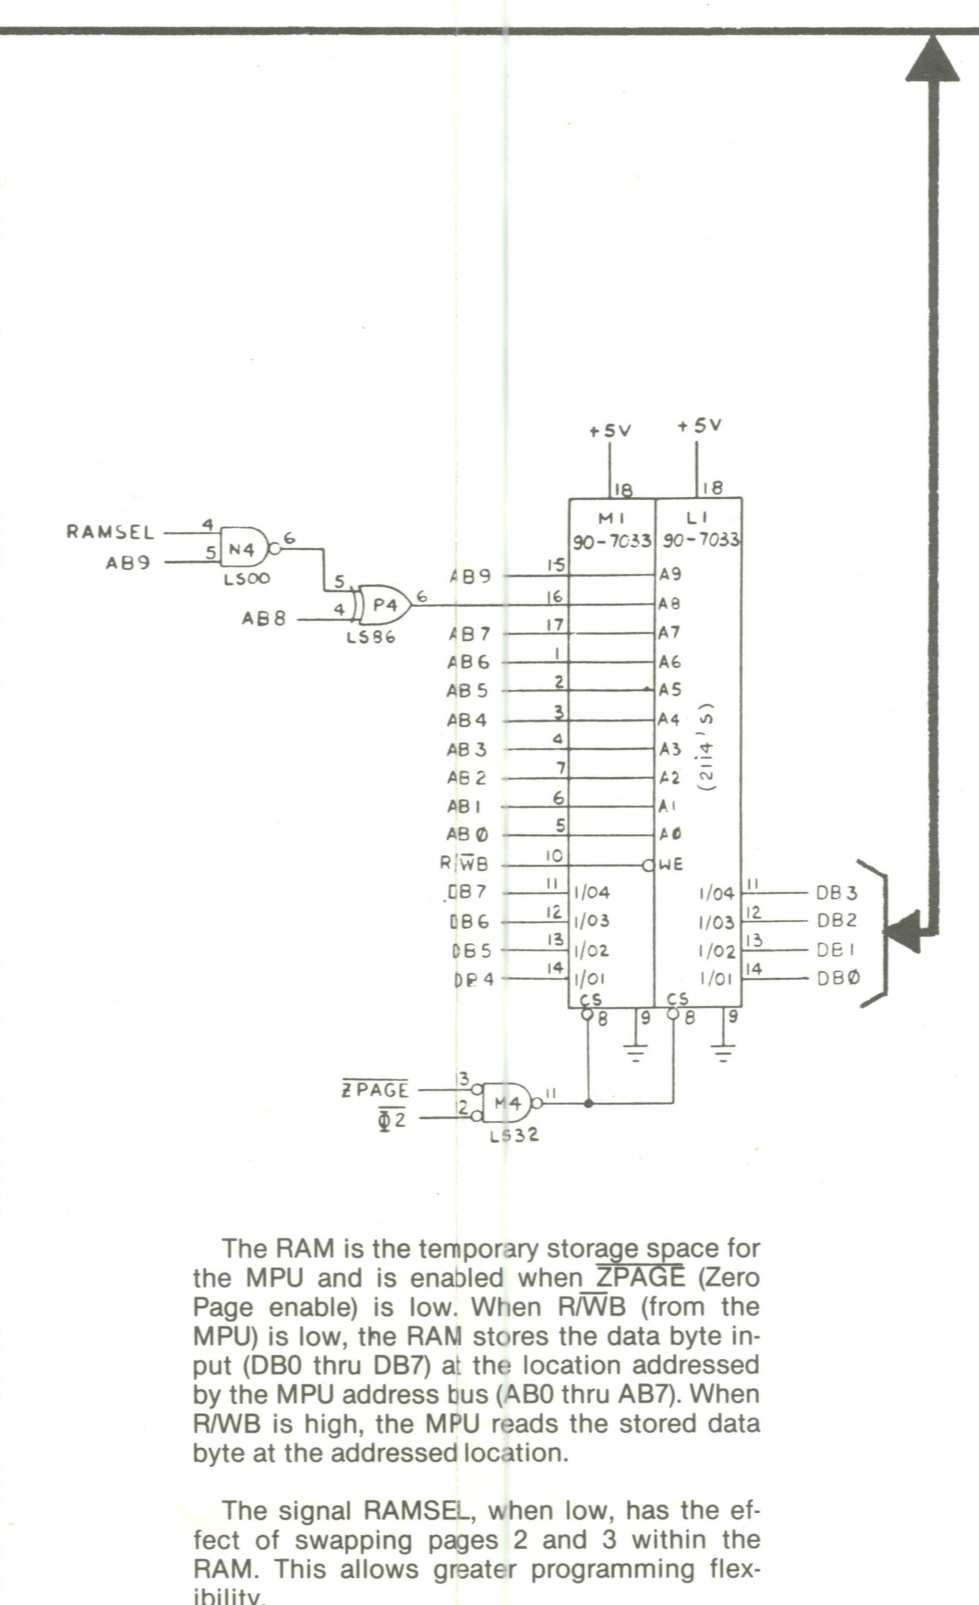 +5V +5V
18 18
M1 L1
90-7033 90-7033
RAMSEL 4 N4 6
AB9 5
LS00
5 P4 6
AB8 4
LS86
AB9 15 A9
16 A8
AB7 17 A7
AB6 1 A6
AB5 2 A5
AB4 3 A4
AB3 4 A3
AB2 7 A2
AB1 6 A1
ABØ 5 AØ
(2114'S)
R/W̅B 10 WE
DB7 11 I/O4 I/O4 11 DB3
DB6 12 I/O3 I/O3 12 DB2
DB5 13 I/O2 I/O2 13 DB1
DB4 14 I/O1 I/O1 14 DBØ
CS CS
8 9 8 9
Z̅P̅A̅G̅E̅ 3 M4 11
Φ̅2̅ 2
LS32
The RAM is the temporary storage space for
the MPU and is enabled when Z̅P̅A̅G̅E̅ (Zero
Page enable) is low. When R/W̅B (from the
MPU) is low, the RAM stores the data byte in-
put (DB0 thru DB7) at the location addressed
by the MPU address bus (AB0 thru AB7). When
R/WB is high, the MPU reads the stored data
byte at the addressed location.
The signal RAMSEL, when low, has the ef-
fect of swapping pages 2 and 3 within the
RAM. This allows greater programming flex-
ibility.